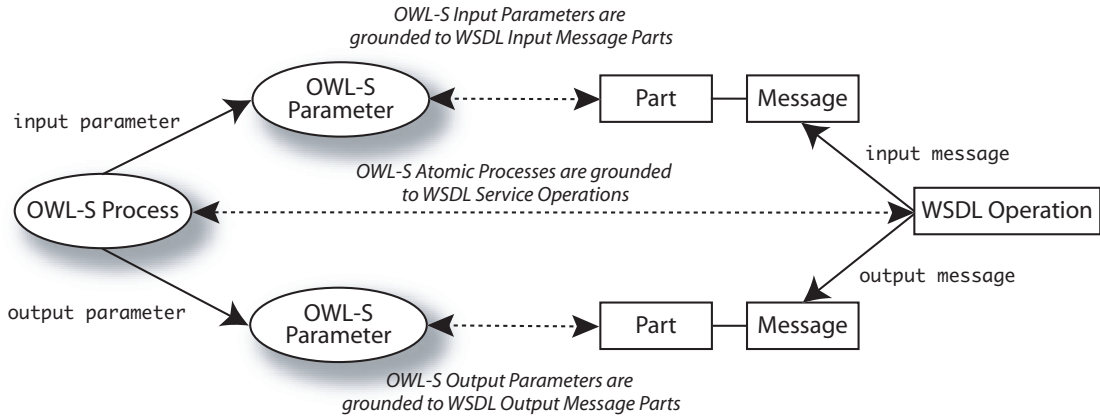 OWL-S Input Parameters are
grounded to WSDL Input Message Parts
OWL-S
Parameter
Part
Message
input parameter
input message
OWL-S Atomic Processes are grounded
to WSDL Service Operations
OWL-S Process
WSDL Operation
output parameter
output message
OWL-S
Parameter
Part
Message
OWL-S Output Parameters are
grounded to WSDL Output Message Parts